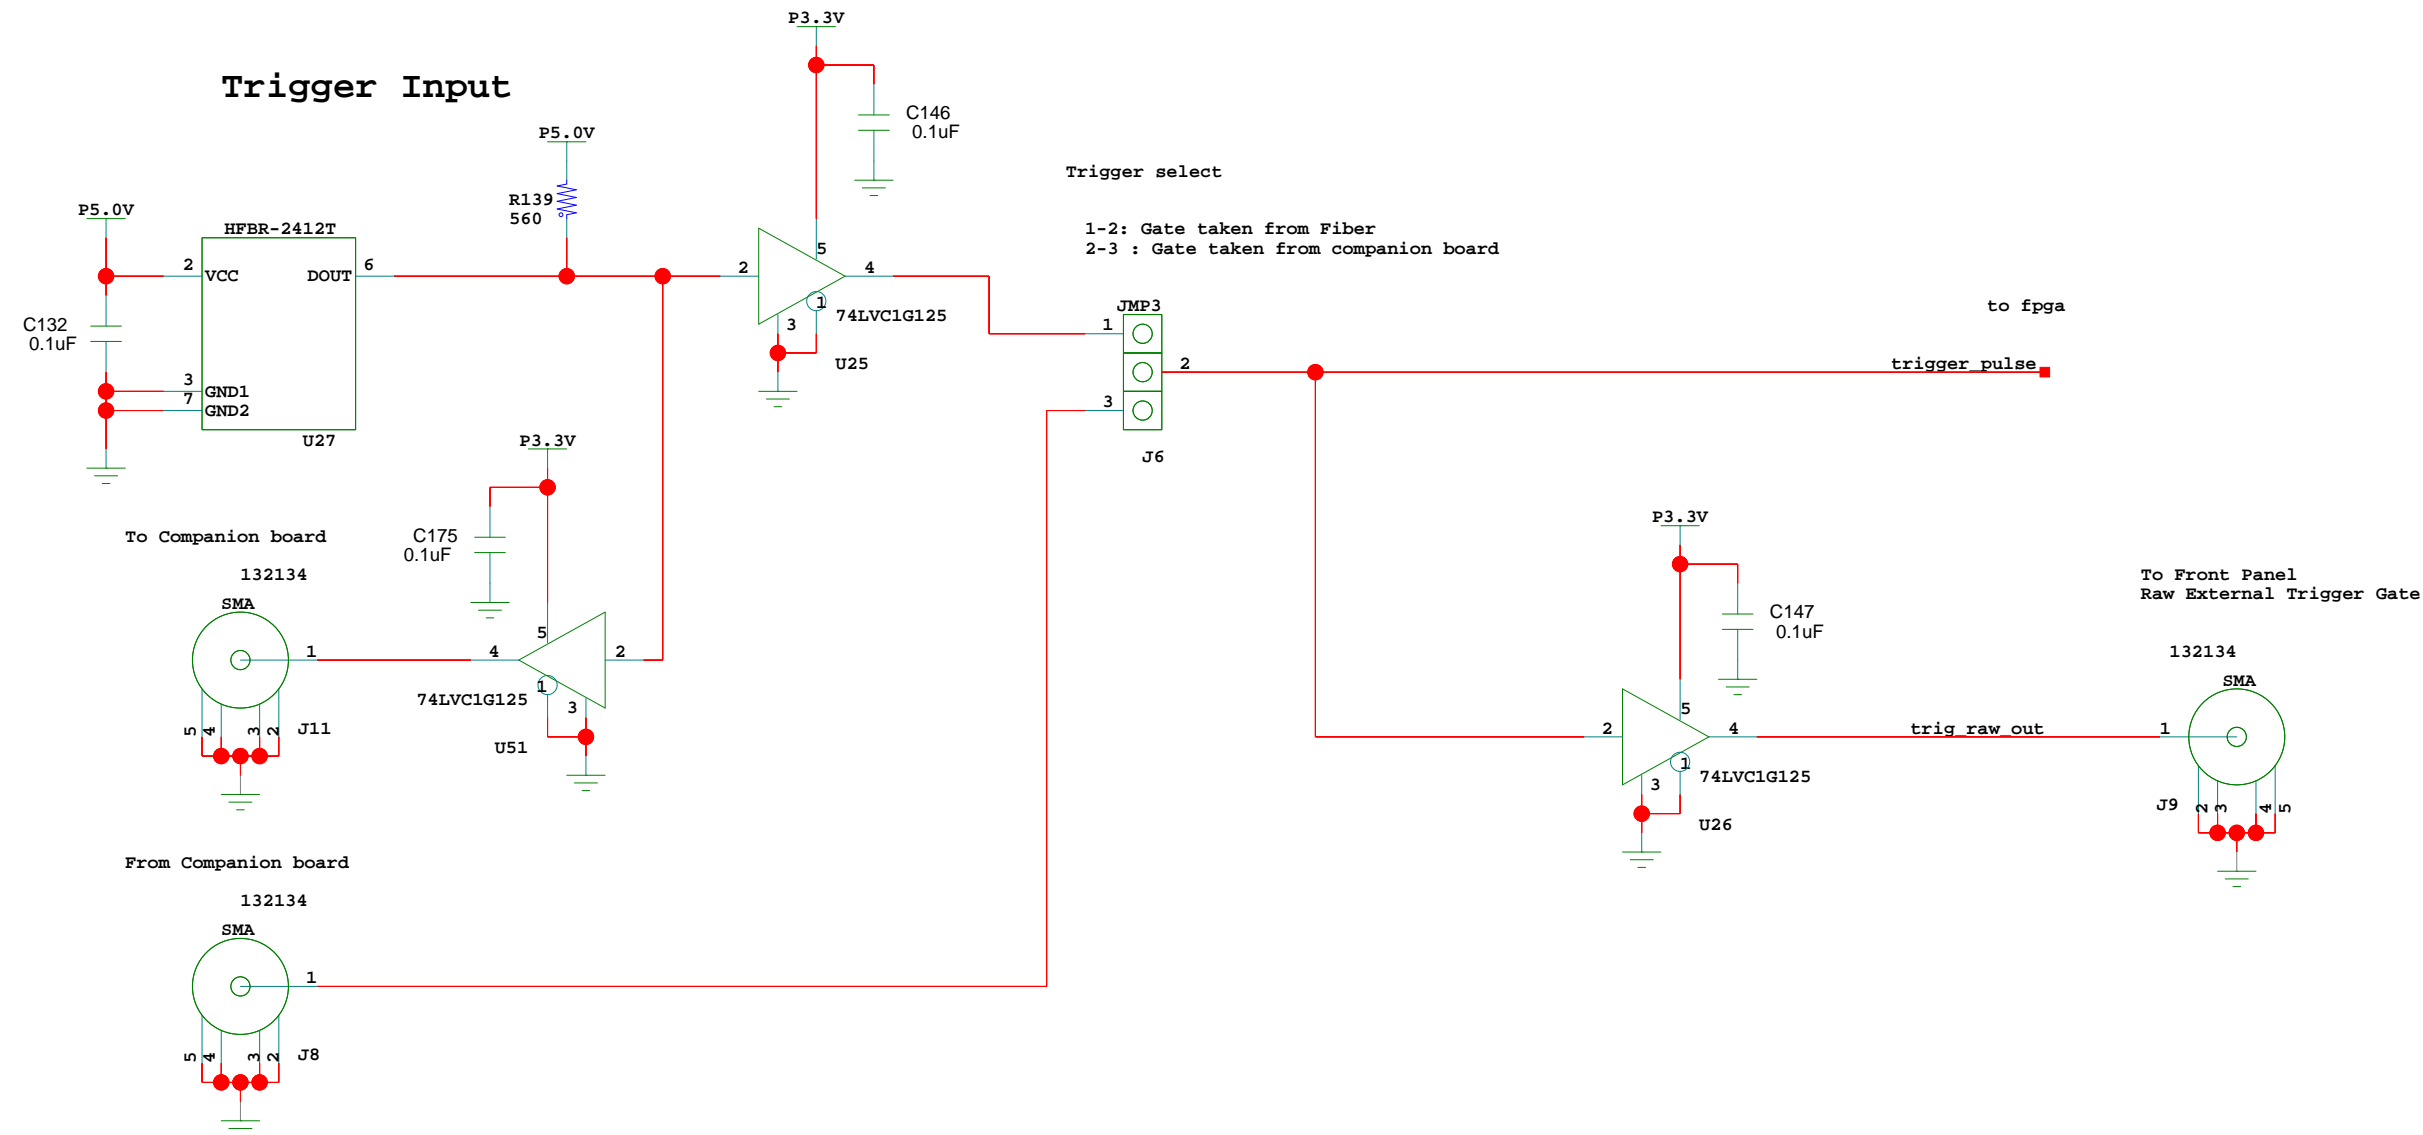 Trigger Input
P3.3V
C146
0.1uF
P5.0V
R139
560
P5.0V
HFBR-2412T
2
VCC
DOUT
6
C132
0.1uF
3
GND1
7
GND2
U27
2
5
4
1
3
74LVC1G125
U25
Trigger select
1-2: Gate taken from Fiber
2-3 : Gate taken from companion board
JMP3
1
2
3
J6
to fpga
trigger_pulse
P3.3V
C175
0.1uF
5
4
2
1
3
74LVC1G125
U51
To Companion board
132134
SMA
1
5
4
3
2
J11
From Companion board
132134
SMA
1
5
4
3
2
J8
P3.3V
C147
0.1uF
2
5
4
1
3
74LVC1G125
U26
trig_raw_out
To Front Panel
Raw External Trigger Gate
132134
SMA
1
J9
2
3
4
5